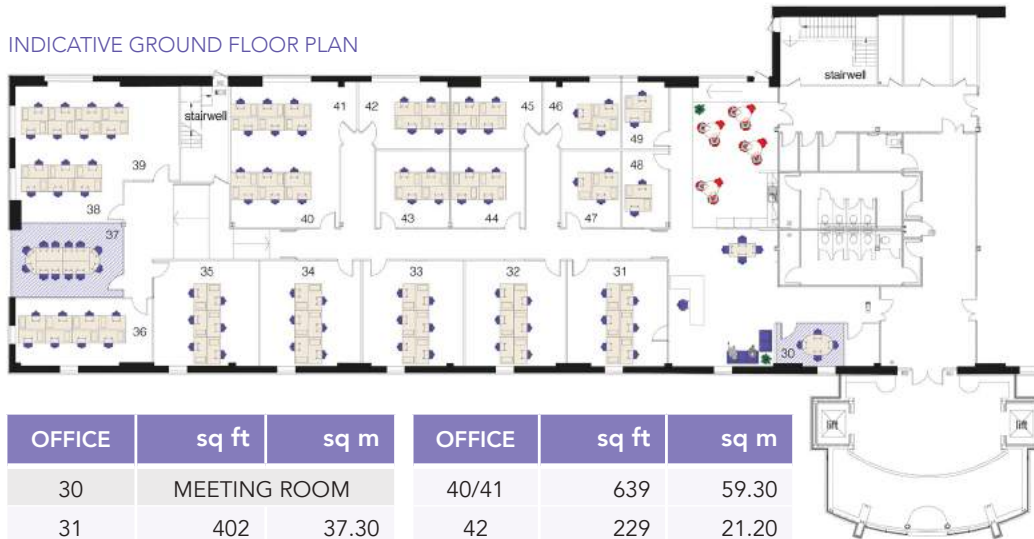 INDICATIVE GROUND FLOOR PLAN
stairwell
stairwell
41 42 45 46
49
39
48
38
40 43 44 47
37
35 34 33 32 31
36
30
lift lift
OFFICE sq ft sq m OFFICE sq ft sq m
30 MEETING ROOM 40/41 639 59.30
31 402 37.30 42 229 21.20